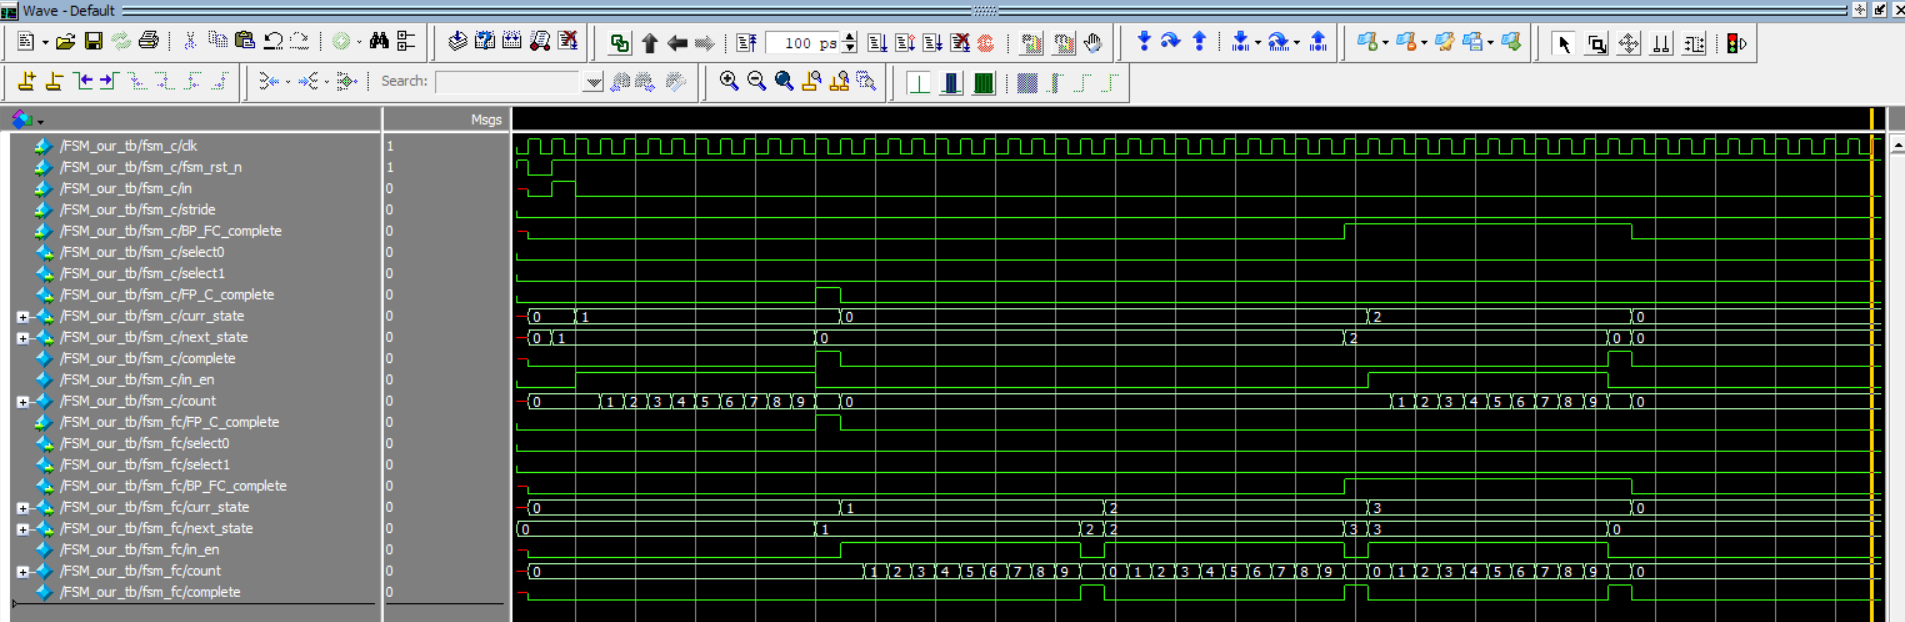 Wave - Default
100 ps
Search:
Msgs
/FSM_our_tb/fsm_c/clk 1
/FSM_our_tb/fsm_c/fsm_rst_n 1
/FSM_our_tb/fsm_c/in 0
/FSM_our_tb/fsm_c/stride 0
/FSM_our_tb/fsm_c/BP_FC_complete 0
/FSM_our_tb/fsm_c/select0 0
/FSM_our_tb/fsm_c/select1 0
/FSM_our_tb/fsm_c/FP_C_complete 0
/FSM_our_tb/fsm_c/curr_state 0 0 1 0 2 0
/FSM_our_tb/fsm_c/next_state 0 0 1 0 2 0 0
/FSM_our_tb/fsm_c/complete 0
/FSM_our_tb/fsm_c/in_en 0
/FSM_our_tb/fsm_c/count 0 0 1 2 3 4 5 6 7 8 9 0 1 2 3 4 5 6 7 8 9 0
/FSM_our_tb/fsm_fc/FP_C_complete 0
/FSM_our_tb/fsm_fc/select0 0
/FSM_our_tb/fsm_fc/select1 0
/FSM_our_tb/fsm_fc/BP_FC_complete 0
/FSM_our_tb/fsm_fc/curr_state 0 0 1 2 3 0
/FSM_our_tb/fsm_fc/next_state 0 0 1 2 2 3 3 0
/FSM_our_tb/fsm_fc/in_en 0
/FSM_our_tb/fsm_fc/count 0 0 1 2 3 4 5 6 7 8 9 0 1 2 3 4 5 6 7 8 9 0 1 2 3 4 5 6 7 8 9 0
/FSM_our_tb/fsm_fc/complete 0